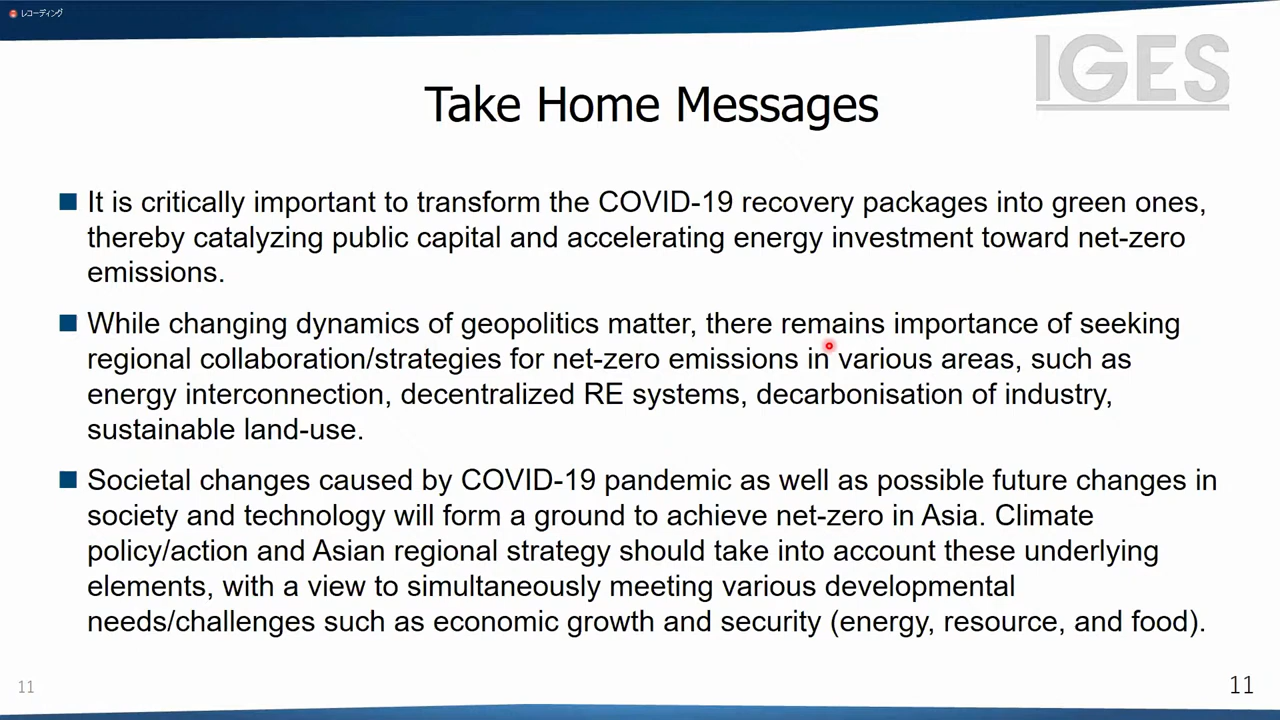 レコーディング
IGES
Take Home Messages
■ It is critically important to transform the COVID-19 recovery packages into green ones,
thereby catalyzing public capital and accelerating energy investment toward net-zero
emissions.
■ While changing dynamics of geopolitics matter, there remains importance of seeking
regional collaboration/strategies for net-zero emissions in various areas, such as
energy interconnection, decentralized RE systems, decarbonisation of industry,
sustainable land-use.
■ Societal changes caused by COVID-19 pandemic as well as possible future changes in
society and technology will form a ground to achieve net-zero in Asia. Climate
policy/action and Asian regional strategy should take into account these underlying
elements, with a view to simultaneously meeting various developmental
needs/challenges such as economic growth and security (energy, resource, and food).
11
11